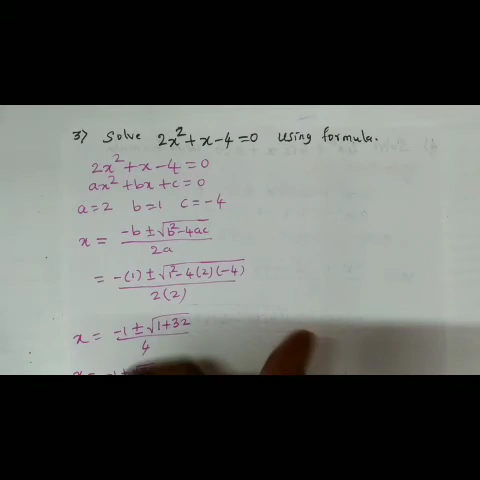 3) Solve 2x²+x-4=0 using formula.
2x²+x-4=0
ax²+bx+c=0
a=2 b=1 c=-4
x = -b±√b²-4ac / 2a
= -(1)±√1²-4(2)(-4) / 2(2)
x = -1±√1+32 / 4